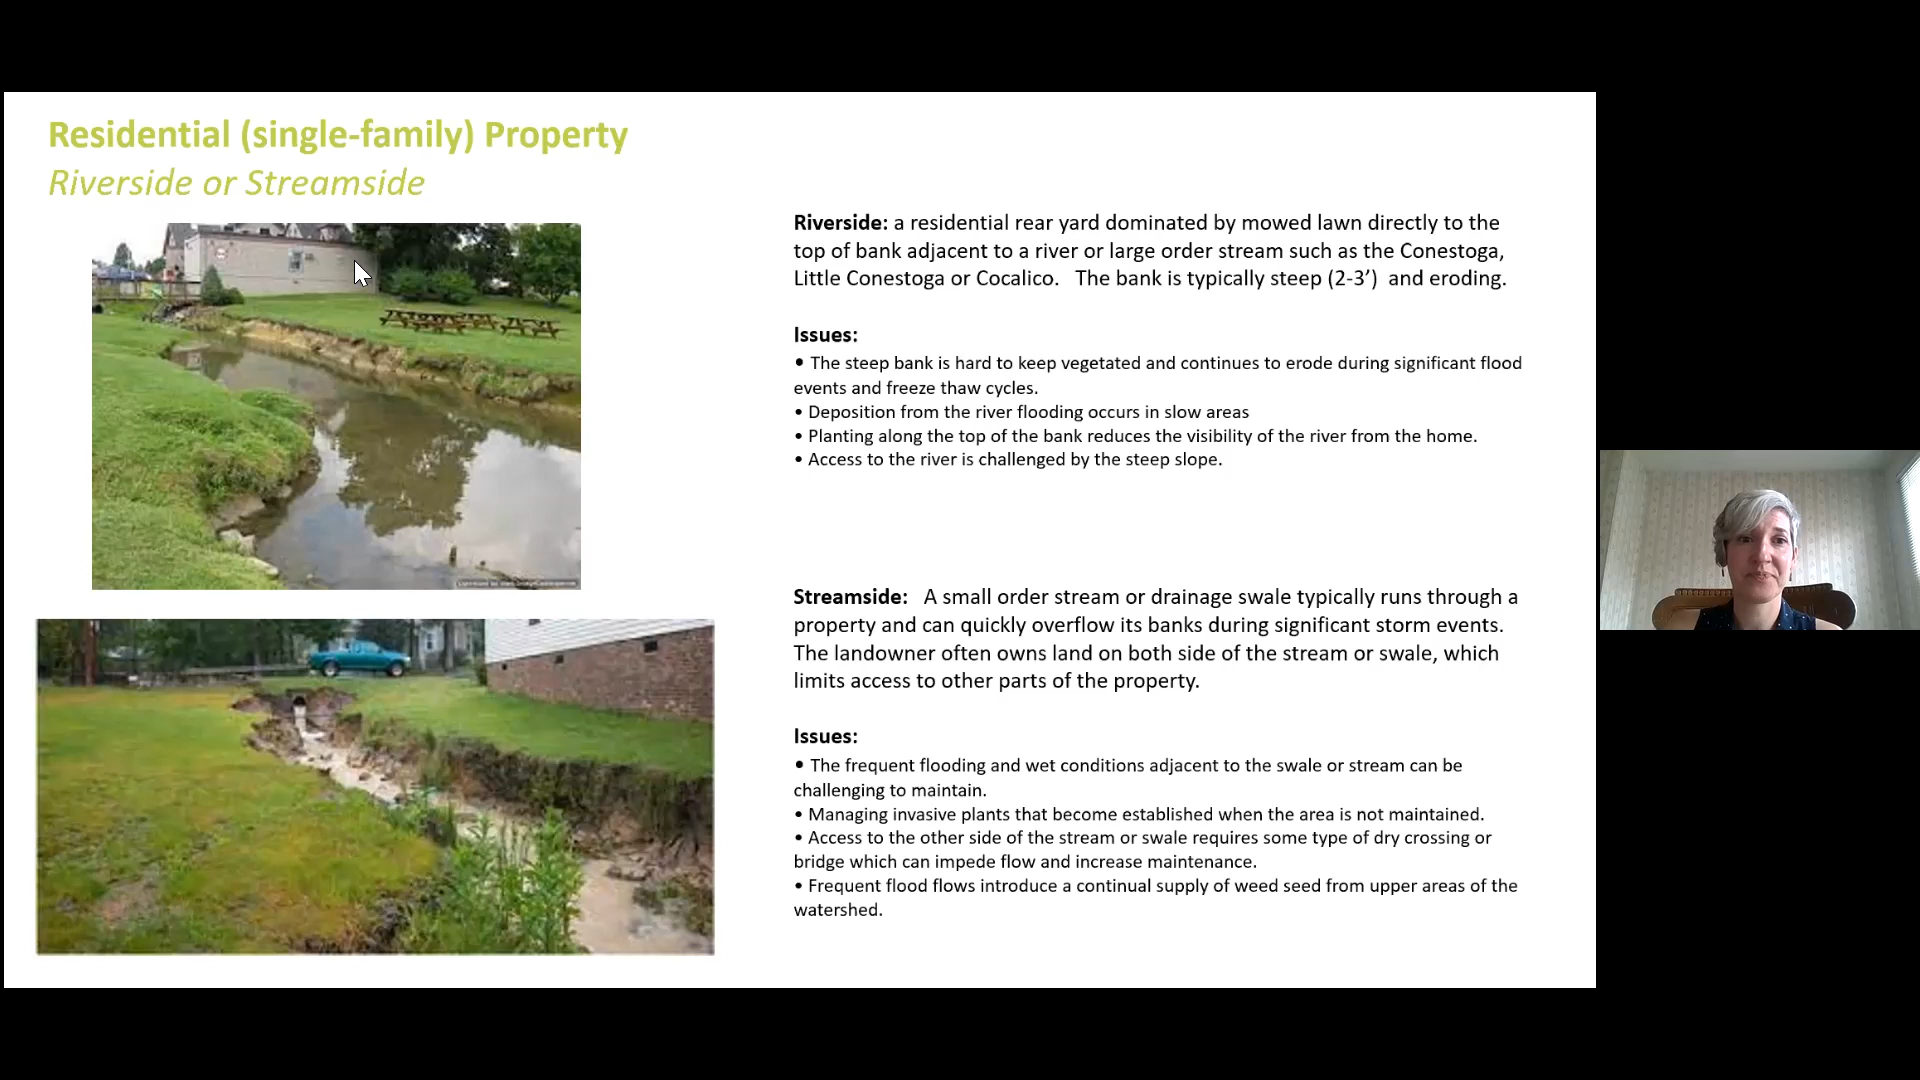 Residential (single-family) Property
Riverside or Streamside
Riverside: a residential rear yard dominated by mowed lawn directly to the
top of bank adjacent to a river or large order stream such as the Conestoga,
Little Conestoga or Cocalico.   The bank is typically steep (2-3’)  and eroding.
Issues:
• The steep bank is hard to keep vegetated and continues to erode during significant flood
events and freeze thaw cycles.
• Deposition from the river flooding occurs in slow areas
• Planting along the top of the bank reduces the visibility of the river from the home.
• Access to the river is challenged by the steep slope.
Streamside:   A small order stream or drainage swale typically runs through a
property and can quickly overflow its banks during significant storm events.
The landowner often owns land on both side of the stream or swale, which
limits access to other parts of the property.
Issues:
• The frequent flooding and wet conditions adjacent to the swale or stream can be
challenging to maintain.
• Managing invasive plants that become established when the area is not maintained.
• Access to the other side of the stream or swale requires some type of dry crossing or
bridge which can impede flow and increase maintenance.
• Frequent flood flows introduce a continual supply of weed seed from upper areas of the
watershed.